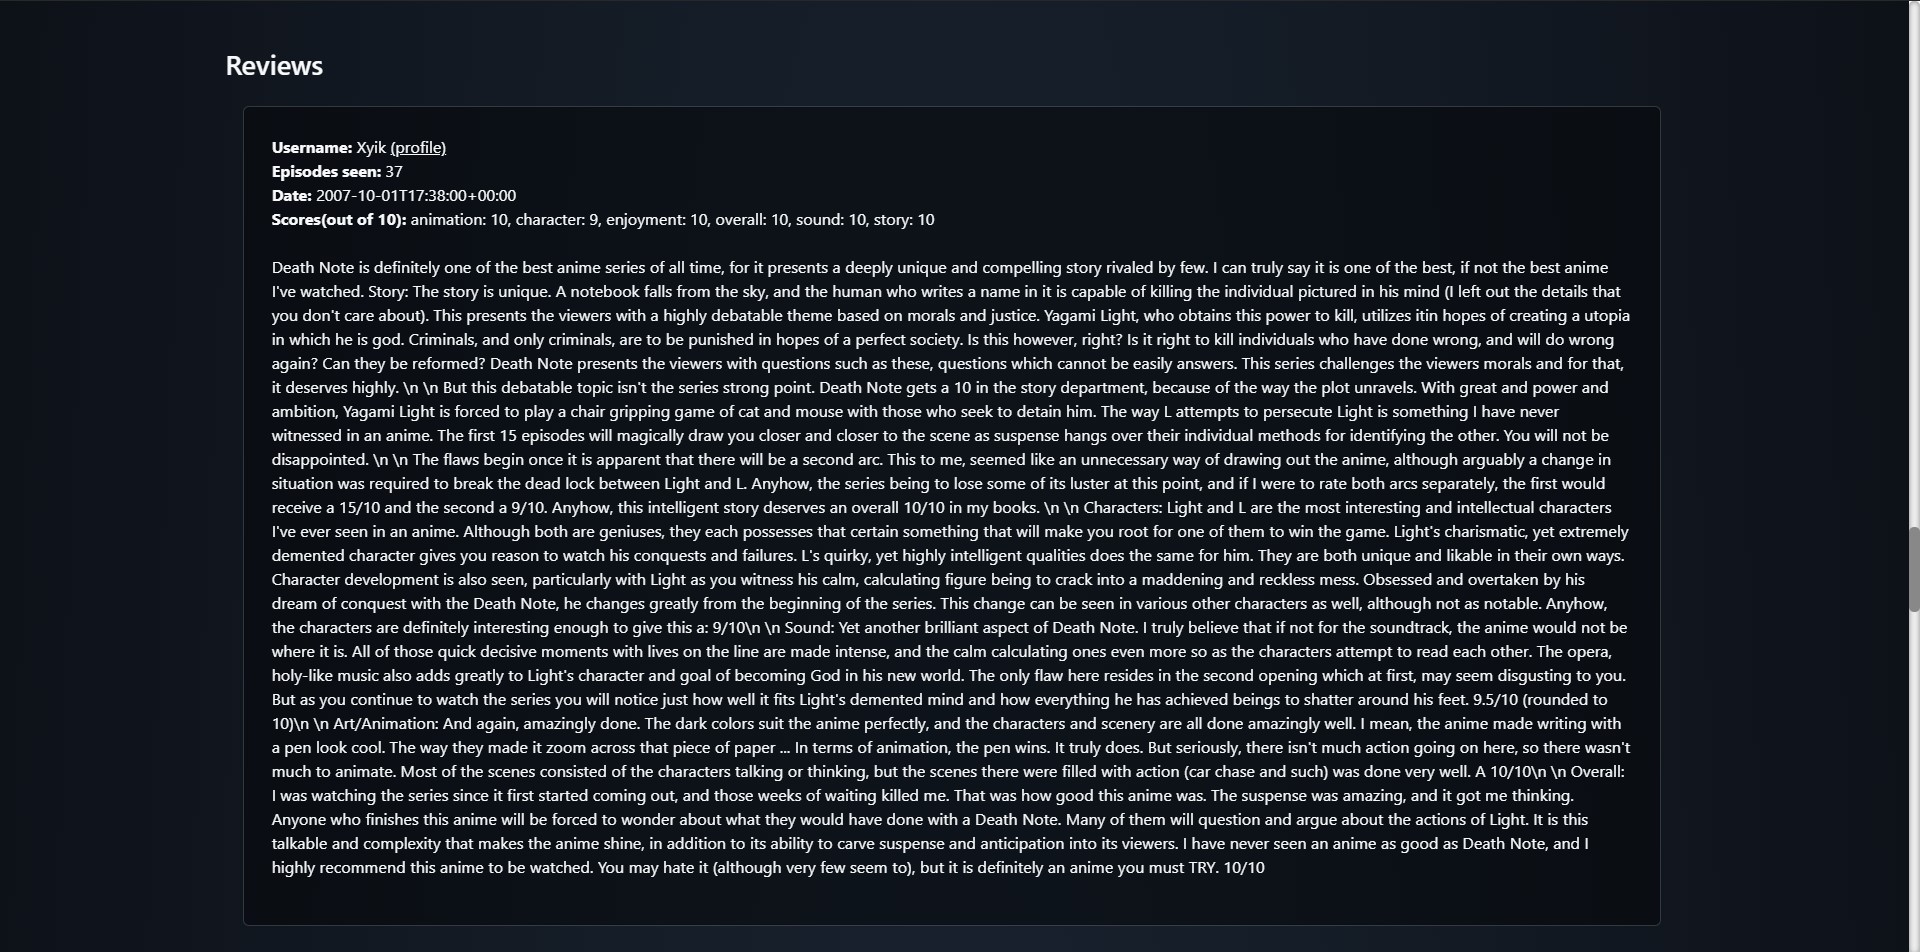 Reviews
Username: Xyik (profile)
Episodes seen: 37
Date: 2007-10-01T17:38:00+00:00
Scores(out of 10): animation: 10, character: 9, enjoyment: 10, overall: 10, sound: 10, story: 10
Death Note is definitely one of the best anime series of all time, for it presents a deeply unique and compelling story rivaled by few. I can truly say it is one of the best, if not the best anime
I've watched. Story: The story is unique. A notebook falls from the sky, and the human who writes a name in it is capable of killing the individual pictured in his mind (I left out the details that
you don't care about). This presents the viewers with a highly debatable theme based on morals and justice. Yagami Light, who obtains this power to kill, utilizes itin hopes of creating a utopia
in which he is god. Criminals, and only criminals, are to be punished in hopes of a perfect society. Is this however, right? Is it right to kill individuals who have done wrong, and will do wrong
again? Can they be reformed? Death Note presents the viewers with questions such as these, questions which cannot be easily answers. This series challenges the viewers morals and for that,
it deserves highly. \n \n But this debatable topic isn't the series strong point. Death Note gets a 10 in the story department, because of the way the plot unravels. With great and power and
ambition, Yagami Light is forced to play a chair gripping game of cat and mouse with those who seek to detain him. The way L attempts to persecute Light is something I have never
witnessed in an anime. The first 15 episodes will magically draw you closer and closer to the scene as suspense hangs over their individual methods for identifying the other. You will not be
disappointed. \n \n The flaws begin once it is apparent that there will be a second arc. This to me, seemed like an unnecessary way of drawing out the anime, although arguably a change in
situation was required to break the dead lock between Light and L. Anyhow, the series being to lose some of its luster at this point, and if I were to rate both arcs separately, the first would
receive a 15/10 and the second a 9/10. Anyhow, this intelligent story deserves an overall 10/10 in my books. \n \n Characters: Light and L are the most interesting and intellectual characters
I've ever seen in an anime. Although both are geniuses, they each possesses that certain something that will make you root for one of them to win the game. Light's charismatic, yet extremely
demented character gives you reason to watch his conquests and failures. L's quirky, yet highly intelligent qualities does the same for him. They are both unique and likable in their own ways.
Character development is also seen, particularly with Light as you witness his calm, calculating figure being to crack into a maddening and reckless mess. Obsessed and overtaken by his
dream of conquest with the Death Note, he changes greatly from the beginning of the series. This change can be seen in various other characters as well, although not as notable. Anyhow,
the characters are definitely interesting enough to give this a: 9/10\n \n Sound: Yet another brilliant aspect of Death Note. I truly believe that if not for the soundtrack, the anime would not be
where it is. All of those quick decisive moments with lives on the line are made intense, and the calm calculating ones even more so as the characters attempt to read each other. The opera,
holy-like music also adds greatly to Light's character and goal of becoming God in his new world. The only flaw here resides in the second opening which at first, may seem disgusting to you.
But as you continue to watch the series you will notice just how well it fits Light's demented mind and how everything he has achieved beings to shatter around his feet. 9.5/10 (rounded to
10)\n \n Art/Animation: And again, amazingly done. The dark colors suit the anime perfectly, and the characters and scenery are all done amazingly well. I mean, the anime made writing with
a pen look cool. The way they made it zoom across that piece of paper ... In terms of animation, the pen wins. It truly does. But seriously, there isn't much action going on here, so there wasn't
much to animate. Most of the scenes consisted of the characters talking or thinking, but the scenes there were filled with action (car chase and such) was done very well. A 10/10\n \n Overall:
I was watching the series since it first started coming out, and those weeks of waiting killed me. That was how good this anime was. The suspense was amazing, and it got me thinking.
Anyone who finishes this anime will be forced to wonder about what they would have done with a Death Note. Many of them will question and argue about the actions of Light. It is this
talkable and complexity that makes the anime shine, in addition to its ability to carve suspense and anticipation into its viewers. I have never seen an anime as good as Death Note, and I
highly recommend this anime to be watched. You may hate it (although very few seem to), but it is definitely an anime you must TRY. 10/10